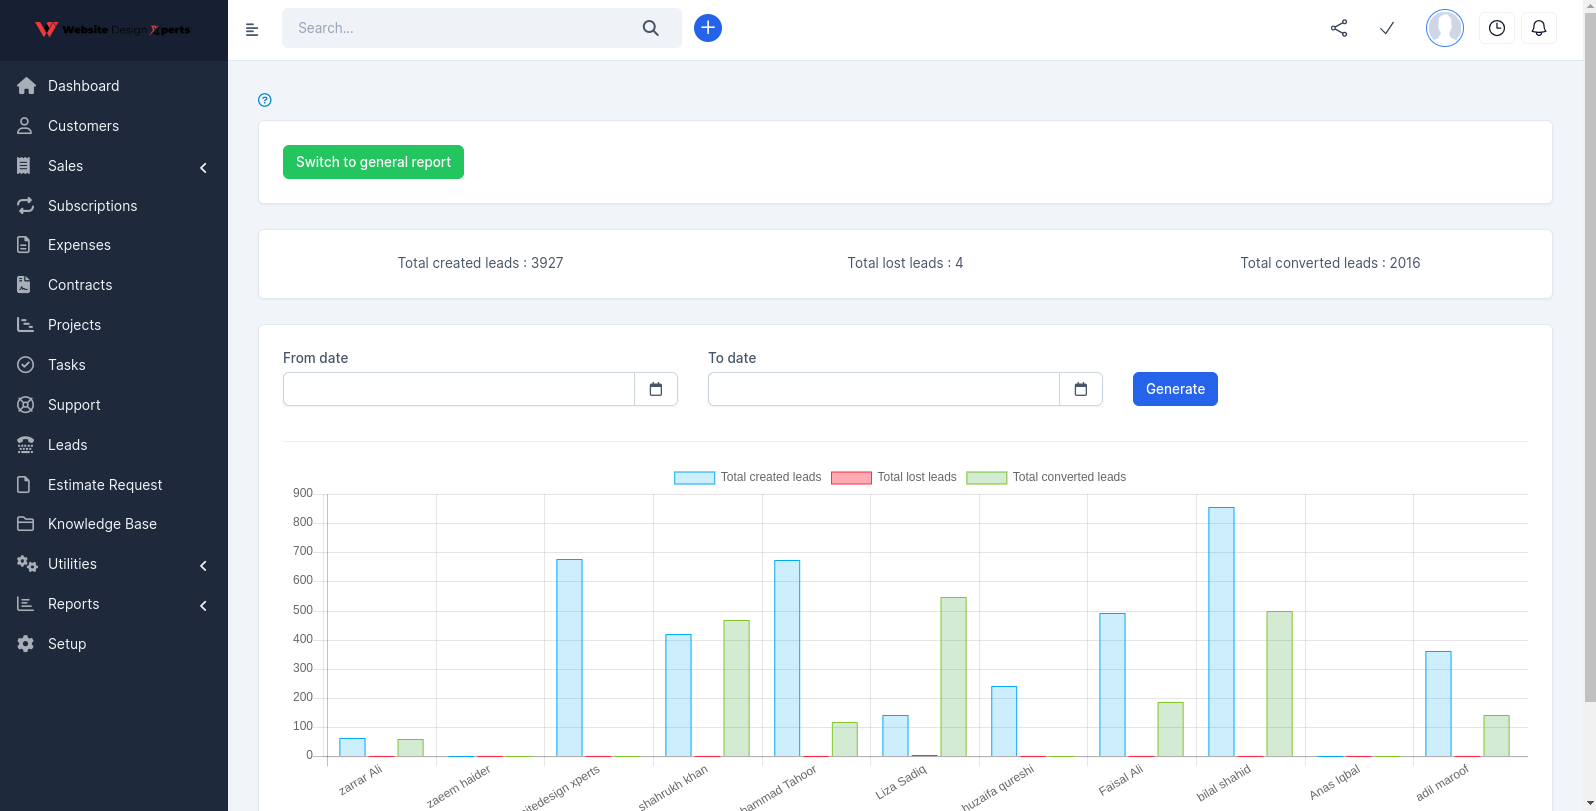 Website Design Xperts
Search...
Dashboard
Customers
Sales
Subscriptions
Expenses
Contracts
Projects
Tasks
Support
Leads
Estimate Request
Knowledge Base
Utilities
Reports
Setup
Switch to general report
Total created leads : 3927
Total lost leads : 4
Total converted leads : 2016
From date
To date
Generate
Total created leads
Total lost leads
Total converted leads
900
800
700
600
500
400
300
200
100
0
zarrar Ali
zaeem haider
itedesign xperts
shahrukh khan
hammad Tahoor
Liza Sadiq
huzaifa qureshi
Faisal Ali
bilal shahid
Anas Iqbal
adil maroof